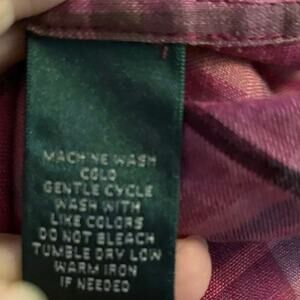 MACHINE WASH
COLD
GENTLE CYCLE
WASH WITH
LIKE COLORS
DO NOT BLEACH
TUMBLE DRY LOW
WARM IRON
IF NEEDED